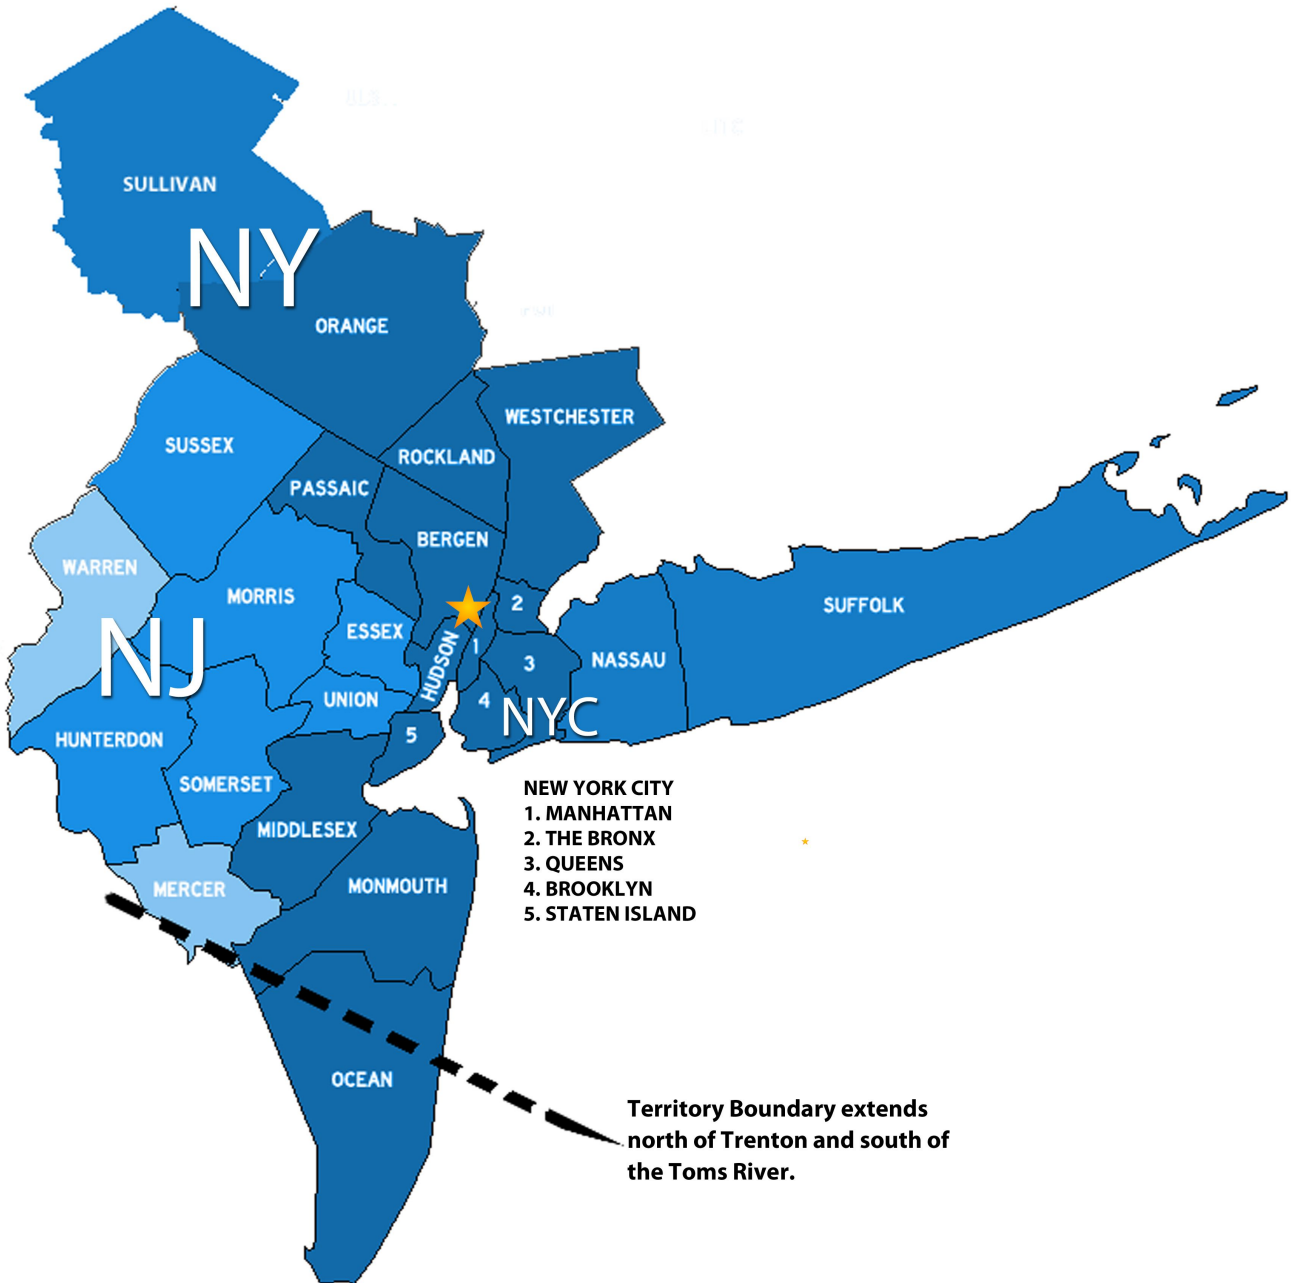 SULLIVAN
NY
ORANGE
WESTCHESTER
SUSSEX
ROCKLAND
PASSAIC
BERGEN
WARREN
MORRIS
2
SUFFOLK
ESSEX
1
HUDSON
3
NASSAU
NJ
UNION
4
NYC
5
HUNTERDON
SOMERSET
NEW YORK CITY
1. MANHATTAN
2. THE BRONX
3. QUEENS
4. BROOKLYN
5. STATEN ISLAND
MIDDLESEX
MERCER
MONMOUTH
OCEAN
Territory Boundary extends
north of Trenton and south of
the Toms River.